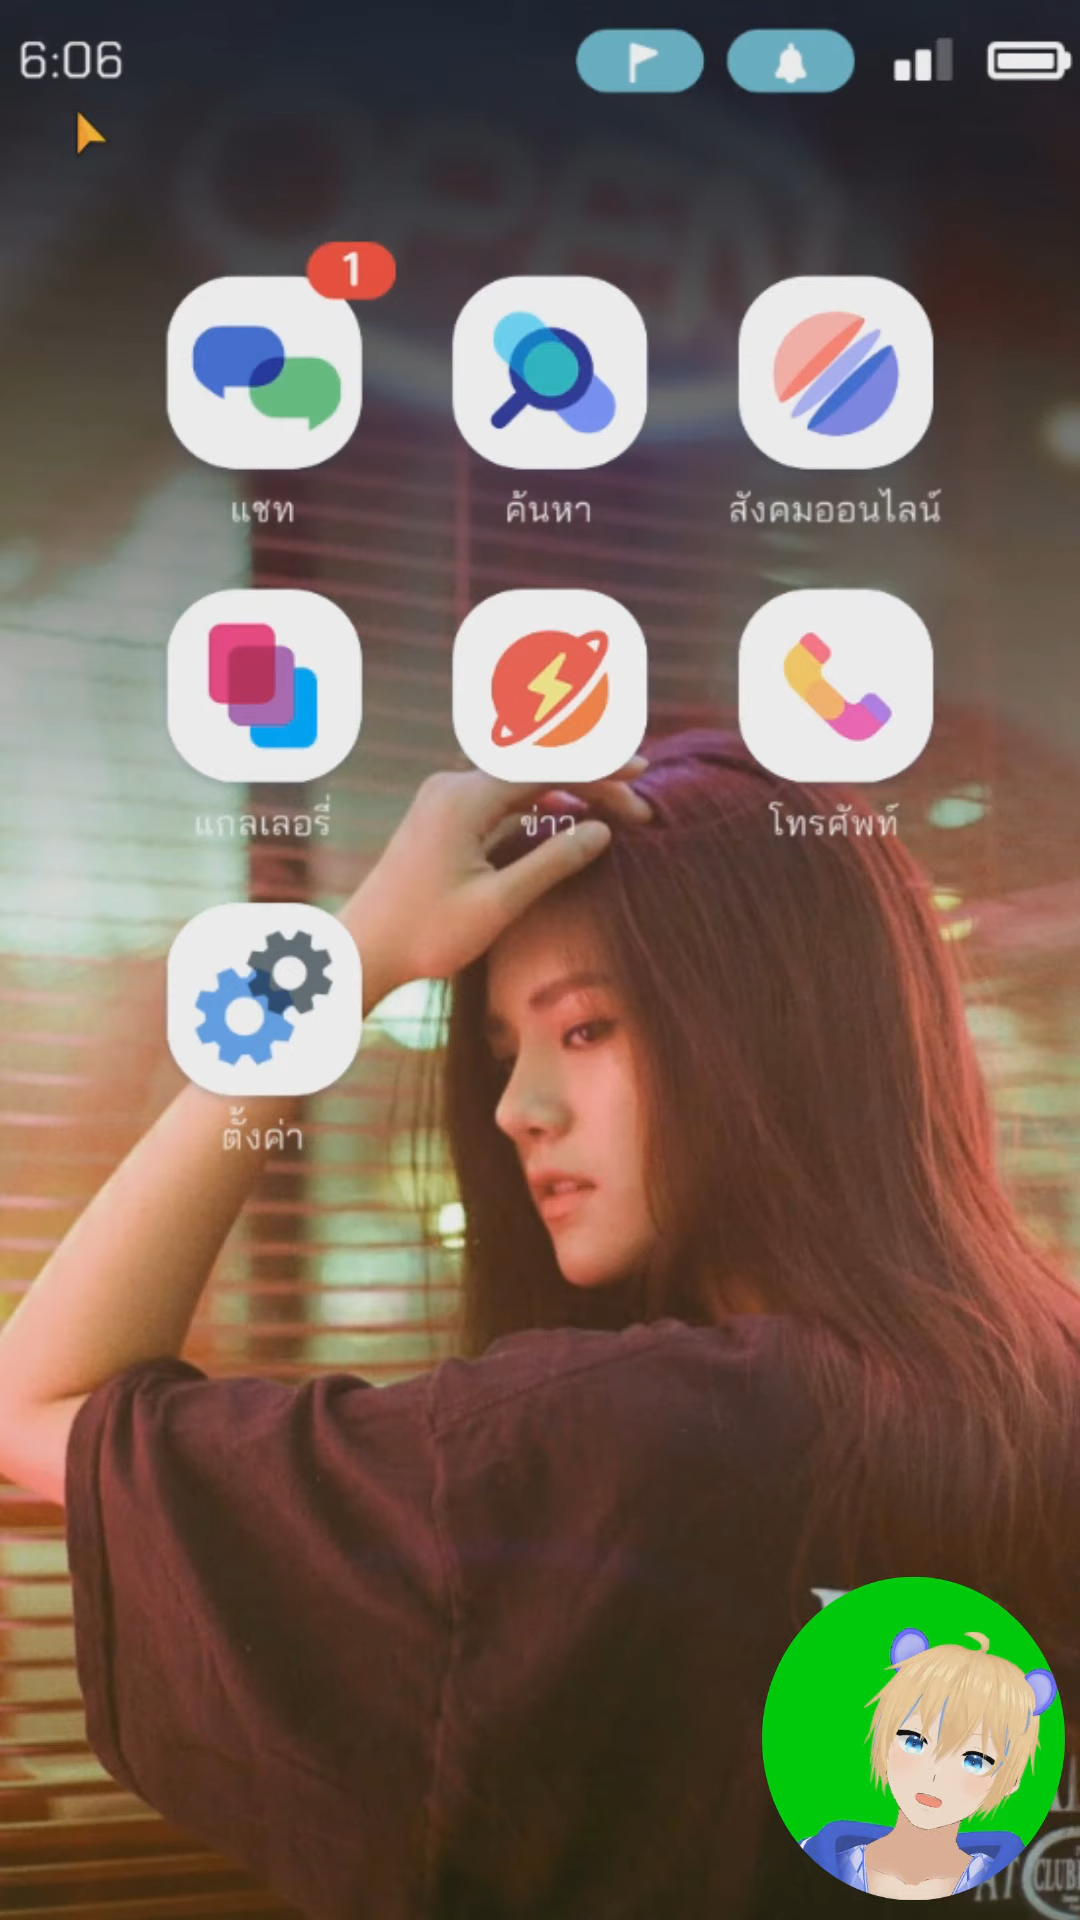 6:06
1
แชท
ค้นหา
สังคมออนไลน์
แกลเลอรี่
ข่าว
โทรศัพท์
ตั้งค่า
OPEN